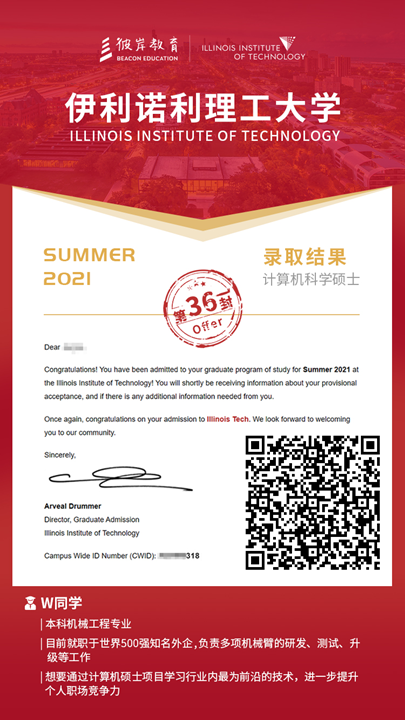 彼岸教育
BEACON EDUCATION
ILLINOIS INSTITUTE
OF TECHNOLOGY
伊利诺利理工大学
ILLINOIS INSTITUTE OF TECHNOLOGY
SUMMER
2021
录取结果
计算机科学硕士
第36封
Offer
Dear
Congratulations! You have been admitted to your graduate program of study for Summer 2021 at
the Illinois Institute of Technology! You will shortly be receiving information about your provisional
acceptance, and if there is any additional information needed from you.
Once again, congratulations on your admission to Illinois Tech. We look forward to welcoming
you to our community.
Sincerely,
Arveal Drummer
Director, Graduate Admission
Illinois Institute of Technology
Campus Wide ID Number (CWID): 318
W同学
本科机械工程专业
目前就职于世界500强知名外企,负责多项机械臂的研发、测试、升
级等工作
想要通过计算机硕士项目学习行业内最为前沿的技术，进一步提升
个人职场竞争力